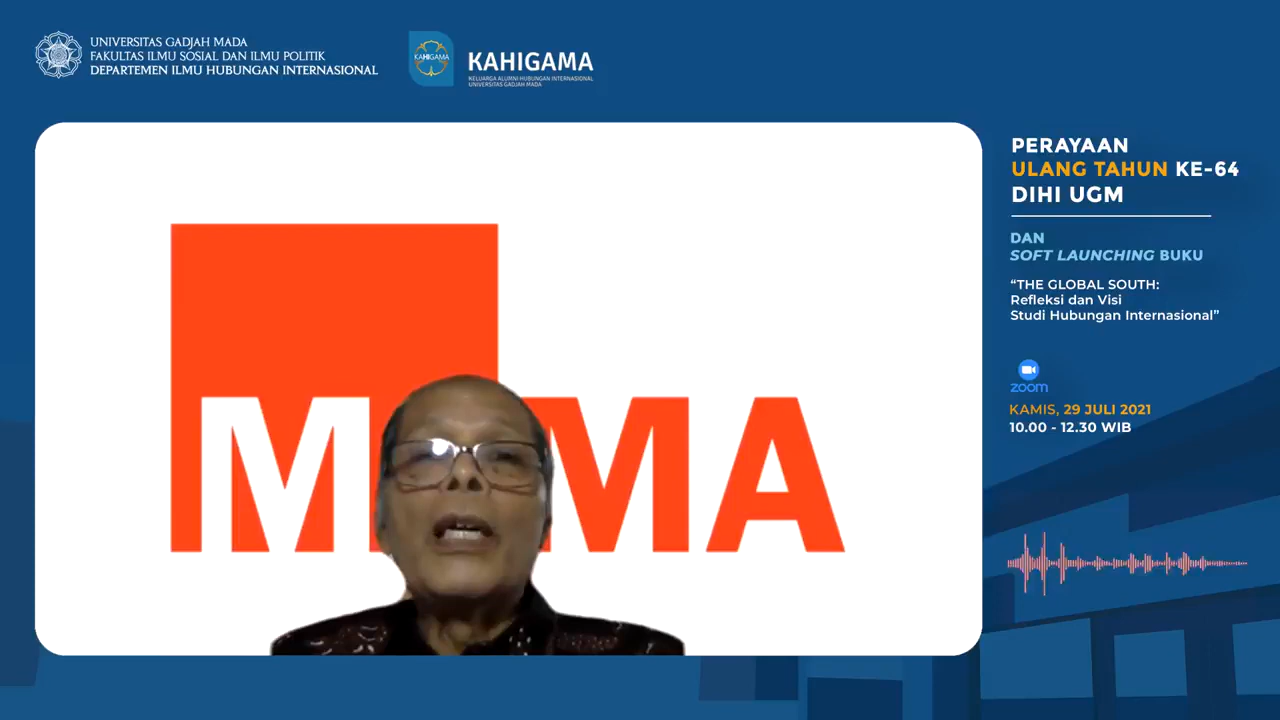 UNIVERSITAS GADJAH MADA
FAKULTAS ILMU SOSIAL DAN ILMU POLITIK
DEPARTEMEN ILMU HUBUNGAN INTERNASIONAL
KAHIGAMA
KAHIGAMA
KELUARGA ALUMNI HUBUNGAN INTERNASIONAL
UNIVERSITAS GADJAH MADA
PERAYAAN
ULANG TAHUN KE-64
DIHI UGM
DAN
SOFT LAUNCHING BUKU
“THE GLOBAL SOUTH:
Refleksi dan Visi
Studi Hubungan Internasional”
zoom
KAMIS, 29 JULI 2021
10.00 - 12.30 WIB
M MA